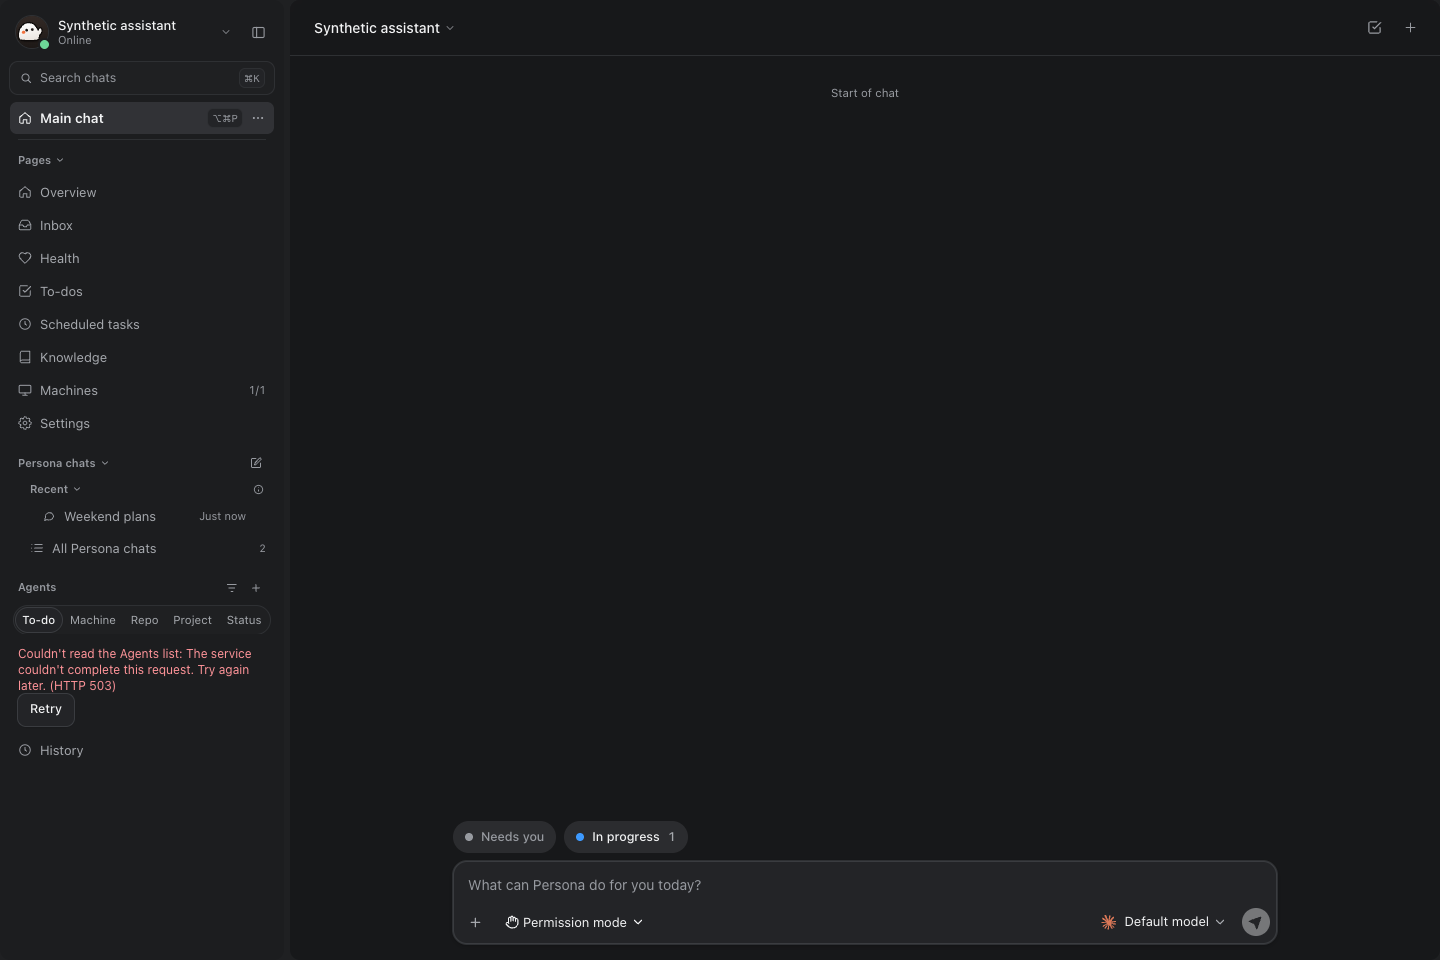 Synthetic assistant
Online
Search chats ⌘K
Main chat ⌥⌘P
Pages
Overview
Inbox
Health
To-dos
Scheduled tasks
Knowledge
Machines 1/1
Settings
Persona chats
Recent
Weekend plans Just now
All Persona chats 2
Agents
To-do Machine Repo Project Status
Couldn't read the Agents list: The service
couldn't complete this request. Try again
later. (HTTP 503)
Retry
History
Synthetic assistant
Start of chat
Needs you In progress 1
What can Persona do for you today?
Permission mode Default model